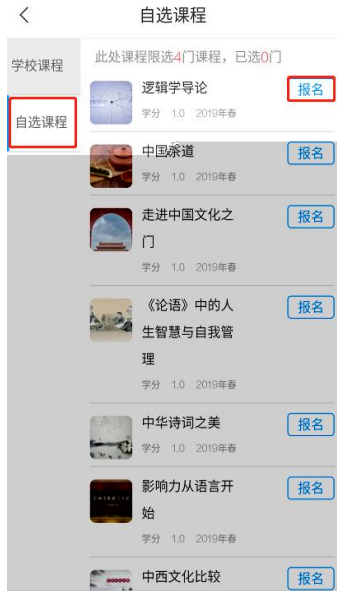 自选课程
学校课程
此处课程限选4门课程，已选0门
逻辑学导论
报名
学分 1.0 2019年春
自选课程
中国茶道
报名
学分 1.0 2019年春
走进中国文化之
门
报名
学分 1.0 2019年春
《论语》中的人
生智慧与自我管
理
报名
学分 1.0 2019年春
中华诗词之美
报名
学分 1.0 2019年春
影响力从语言开
始
报名
学分 1.0 2019年春
中西文化比较
报名